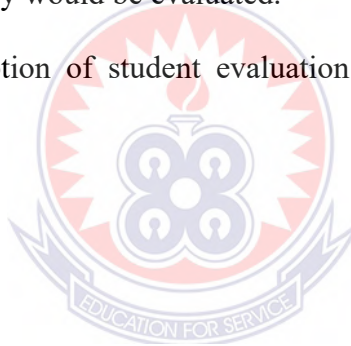 y would be evaluated.
tion of student evaluation
EDUCATION FOR SERVICE